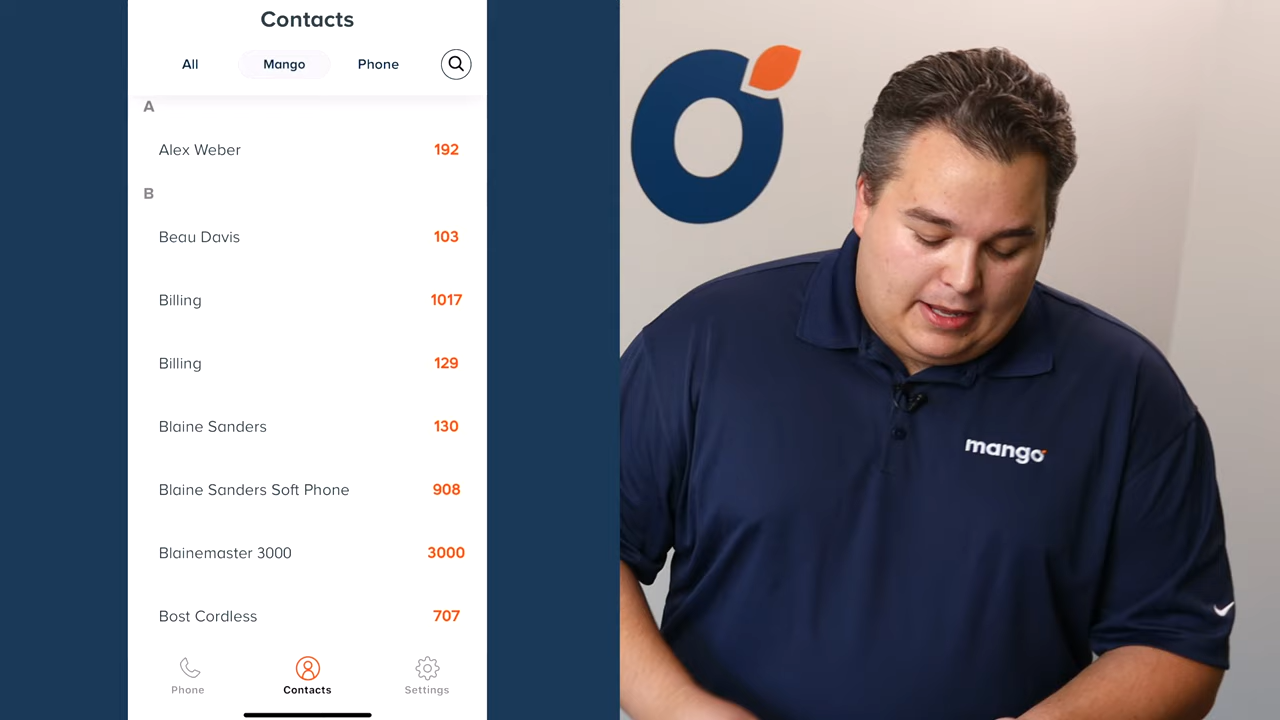 Contacts
All Mango Phone
A
Alex Weber 192
B
Beau Davis 103
Billing 1017
Billing 129
Blaine Sanders 130
Blaine Sanders Soft Phone 908
Blainemaster 3000 3000
Bost Cordless 707
Phone Contacts Settings
mango